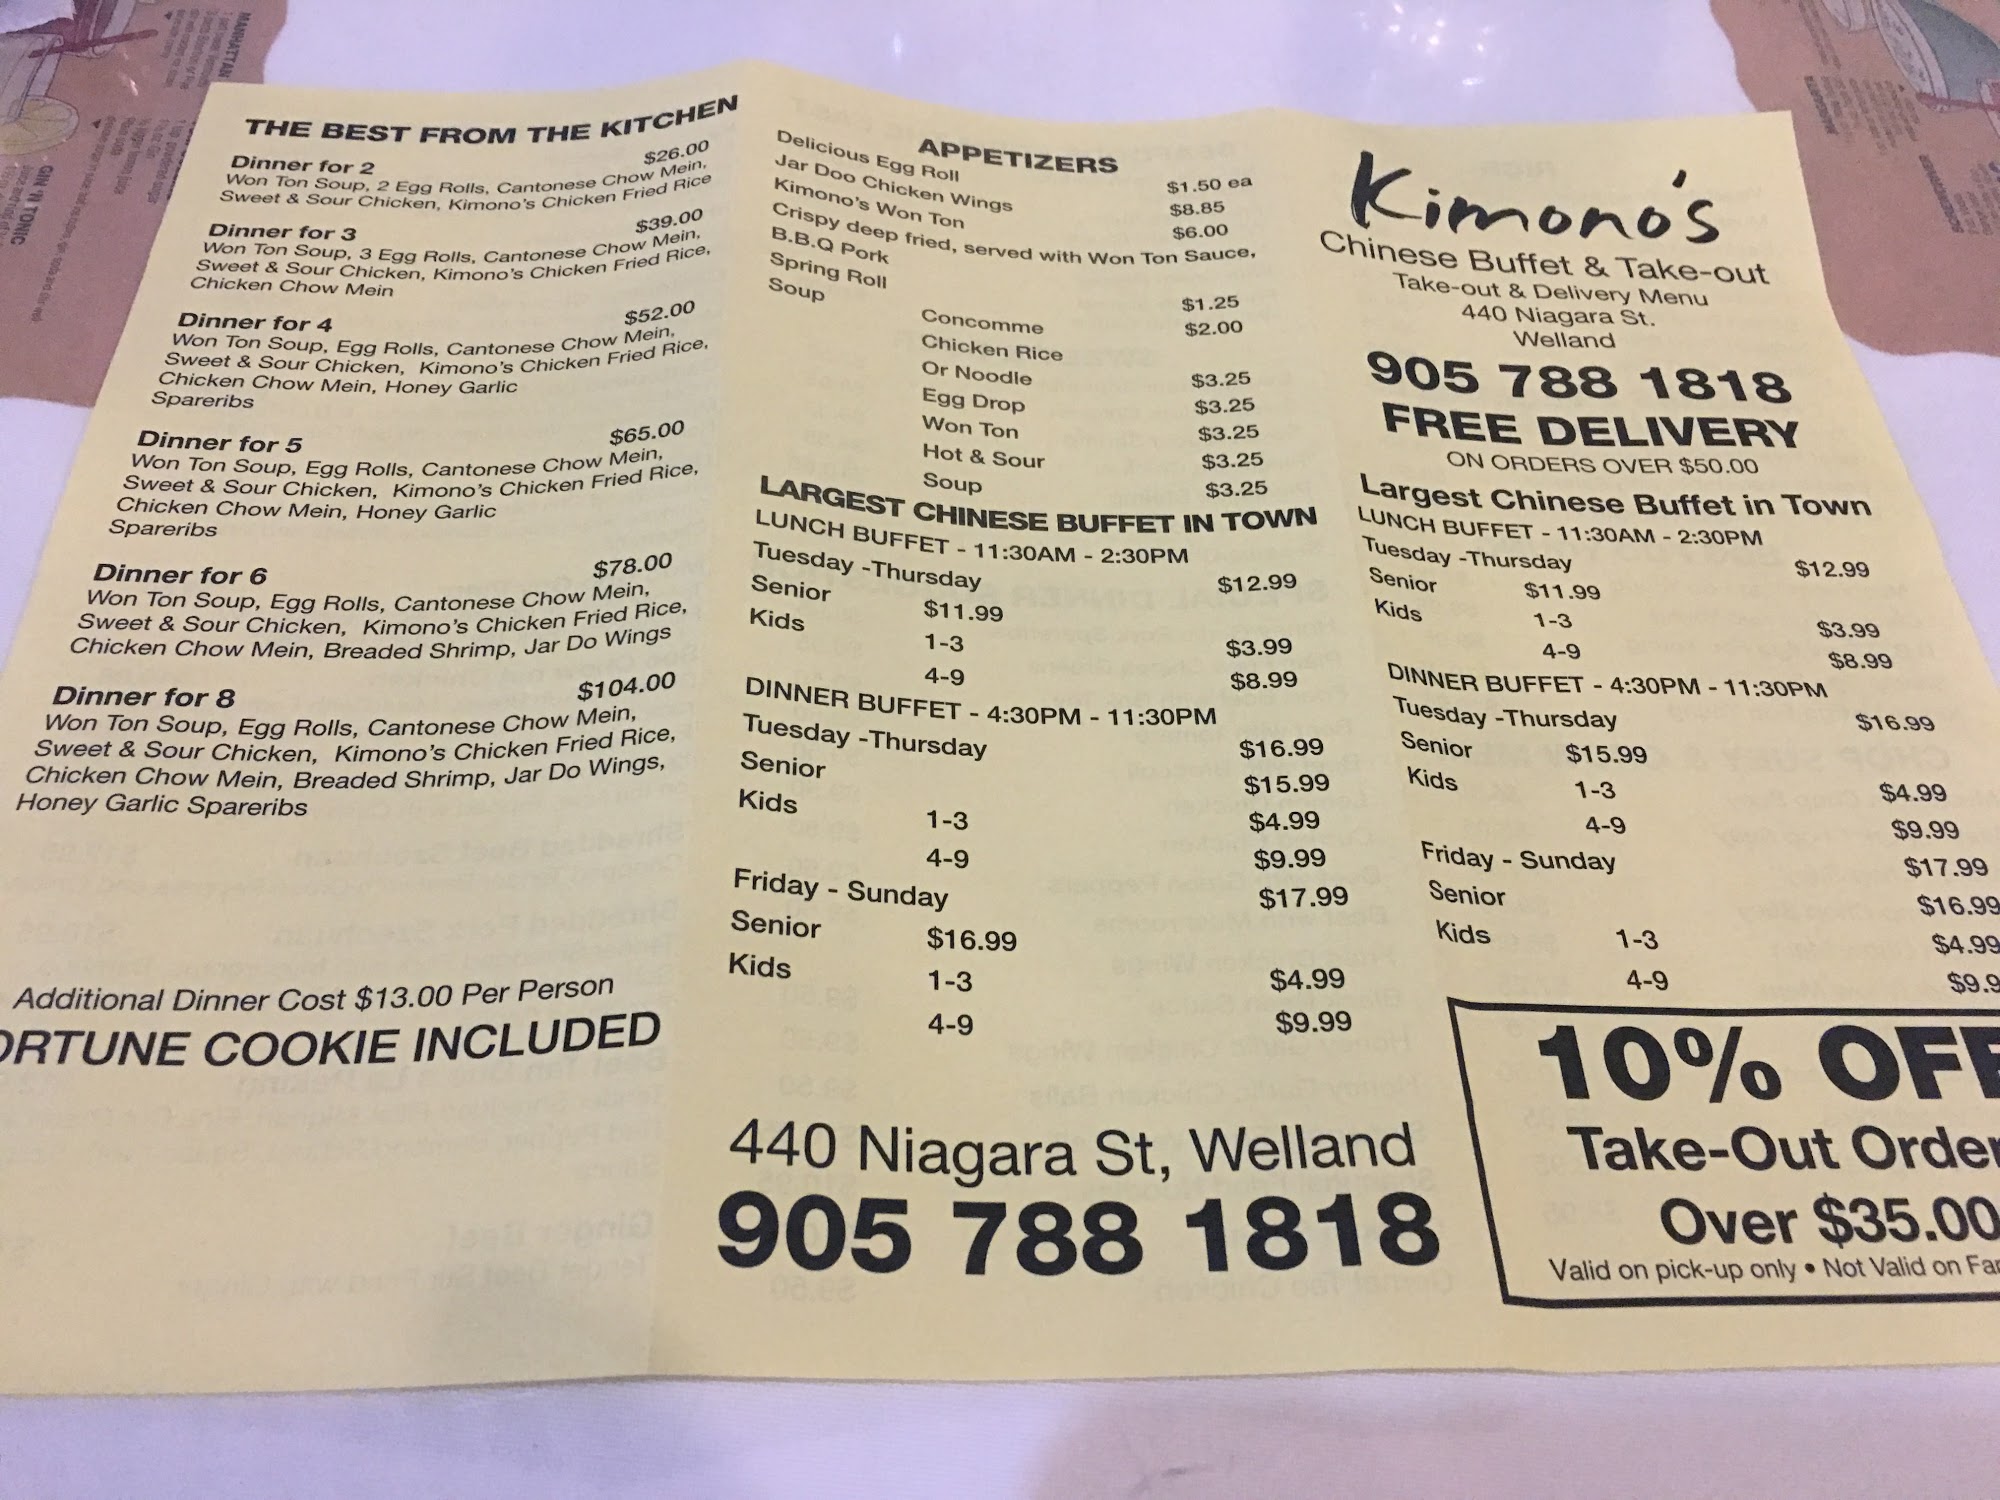 THE BEST FROM THE KITCHEN
Dinner for 2 $26.00
Won Ton Soup, 2 Egg Rolls, Cantonese Chow Mein,
Sweet & Sour Chicken, Kimono's Chicken Fried Rice
Dinner for 3 $39.00
Won Ton Soup, 3 Egg Rolls, Cantonese Chow Mein,
Sweet & Sour Chicken, Kimono's Chicken Fried Rice,
Chicken Chow Mein
Dinner for 4 $52.00
Won Ton Soup, Egg Rolls, Cantonese Chow Mein,
Sweet & Sour Chicken, Kimono's Chicken Fried Rice,
Chicken Chow Mein, Honey Garlic
Spareribs
Dinner for 5 $65.00
Won Ton Soup, Egg Rolls, Cantonese Chow Mein,
Sweet & Sour Chicken, Kimono's Chicken Fried Rice,
Chicken Chow Mein, Honey Garlic
Spareribs
Dinner for 6 $78.00
Won Ton Soup, Egg Rolls, Cantonese Chow Mein,
Sweet & Sour Chicken, Kimono's Chicken Fried Rice,
Chicken Chow Mein, Breaded Shrimp, Jar Do Wings
Dinner for 8 $104.00
Won Ton Soup, Egg Rolls, Cantonese Chow Mein,
Sweet & Sour Chicken, Kimono's Chicken Fried Rice,
Chicken Chow Mein, Breaded Shrimp, Jar Do Wings,
Honey Garlic Spareribs
Additional Dinner Cost $13.00 Per Person
ORTUNE COOKIE INCLUDED
APPETIZERS
Delicious Egg Roll $1.50 ea
Jar Doo Chicken Wings $8.85
Kimono's Won Ton $6.00
Crispy deep fried, served with Won Ton Sauce,
B.B.Q Pork
Spring Roll $1.25
Soup Concomme $2.00
Chicken Rice
Or Noodle $3.25
Egg Drop $3.25
Won Ton $3.25
Hot & Sour $3.25
Soup $3.25
LARGEST CHINESE BUFFET IN TOWN
LUNCH BUFFET - 11:30AM - 2:30PM
Tuesday -Thursday $12.99
Senior $11.99
Kids 1-3 $3.99
4-9 $8.99
DINNER BUFFET - 4:30PM - 11:30PM
Tuesday -Thursday $16.99
Senior $15.99
Kids 1-3 $4.99
4-9 $9.99
Friday - Sunday $17.99
Senior $16.99
Kids 1-3 $4.99
4-9 $9.99
440 Niagara St, Welland
905 788 1818
Kimono's
Chinese Buffet & Take-out
Take-out & Delivery Menu
440 Niagara St.
Welland
905 788 1818
FREE DELIVERY
ON ORDERS OVER $50.00
Largest Chinese Buffet in Town
LUNCH BUFFET - 11:30AM - 2:30PM
Tuesday -Thursday $12.99
Senior $11.99
Kids 1-3 $3.99
4-9 $8.99
DINNER BUFFET - 4:30PM - 11:30PM
Tuesday -Thursday $16.99
Senior $15.99
Kids 1-3 $4.99
4-9 $9.99
Friday - Sunday $17.99
Senior $16.99
Kids 1-3 $4.99
4-9 $9.9
10% OFF
Take-Out Order
Over $35.00
Valid on pick-up only • Not Valid on
MANHATTAN
GIN 'N TONIC